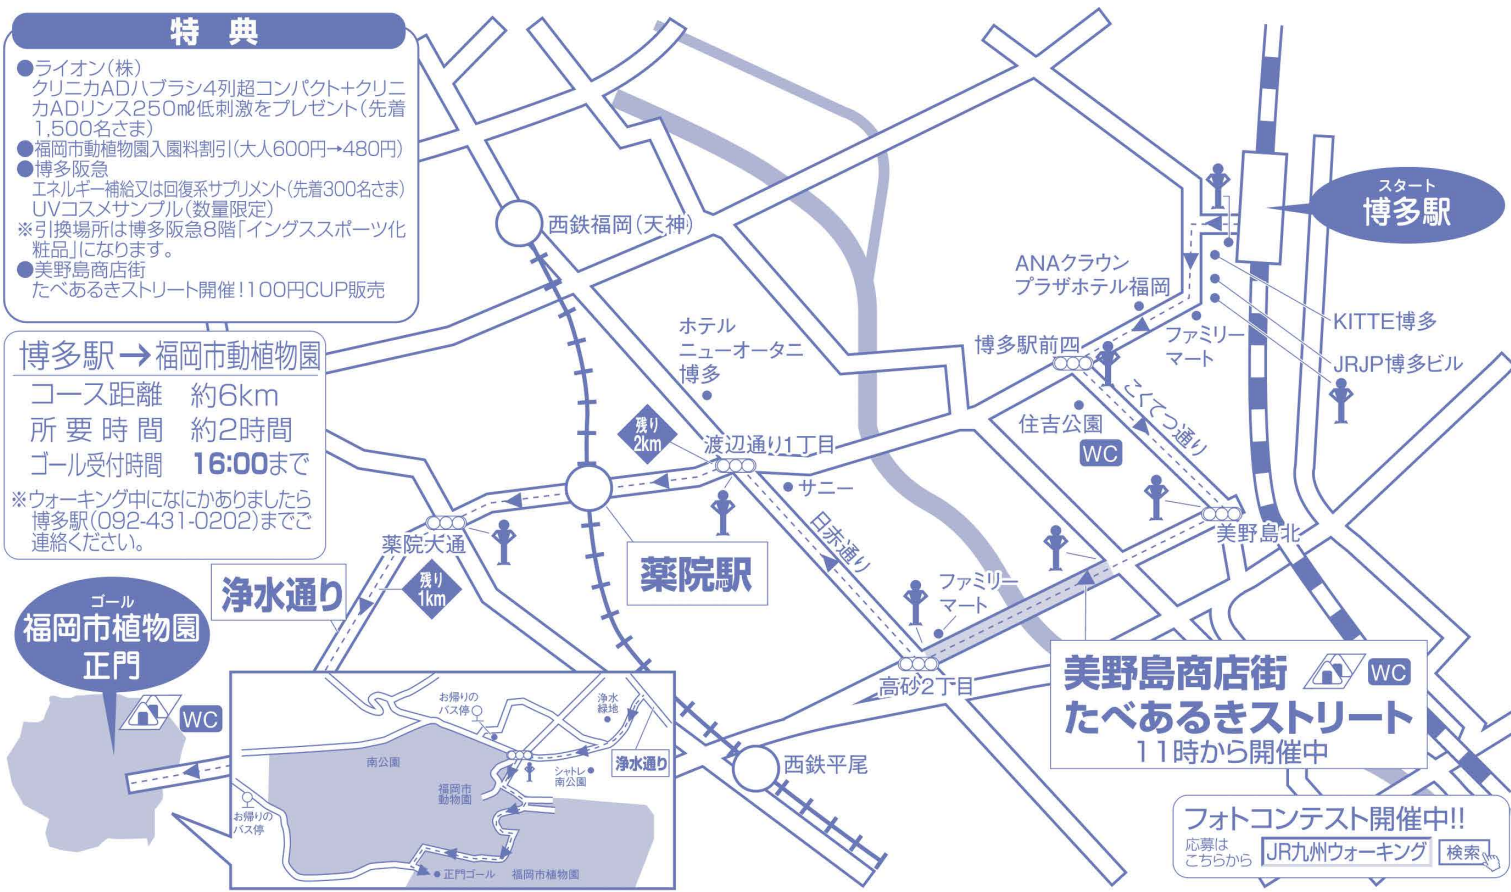 特典
●ライオン(株)
クリニカADハブラシ4列超コンパクト+クリニ
カADリンス250㎖低刺激をプレゼント(先着
1,500名さま)
●福岡市動植物園入園料割引(大人600円→480円)
●博多阪急
エネルギー補給又は回復系サプリメント(先着300名さま)
UVコスメサンプル(数量限定)
※引換場所は博多阪急8階「イングススポーツ化
粧品」になります。
●美野島商店街
たべあるきストリート開催!100円CUP販売
博多駅→福岡市動植物園
コース距離 約6km
所要時間 約2時間
ゴール受付時間 16:00まで
※ウォーキング中になにかありましたら
博多駅(092-431-0202)までご
連絡ください。
スタート
博多駅
西鉄福岡(天神)
ANAクラウン
プラザホテル福岡
KITTE博多
JRJP博多ビル
ファミリー
マート
博多駅前四
ホテル
ニューオータニ
博多
こくてつ通り
住吉公園
WC
残り
2km
渡辺通り1丁目
サニー
美野島北
日赤通り
薬院大通
薬院駅
ファミリー
マート
浄水通り
残り
1km
高砂2丁目
ゴール
福岡市植物園
正門
WC
美野島商店街
WC
たべあるきストリート
11時から開催中
西鉄平尾
お帰りの
バス停
浄水
緑地
浄水通り
南公園
シャトレ
南公園
福岡市
動物園
お帰りの
バス停
正門ゴール
福岡市植物園
フォトコンテスト開催中!!
応募は
こちらから
JR九州ウォーキング
検索